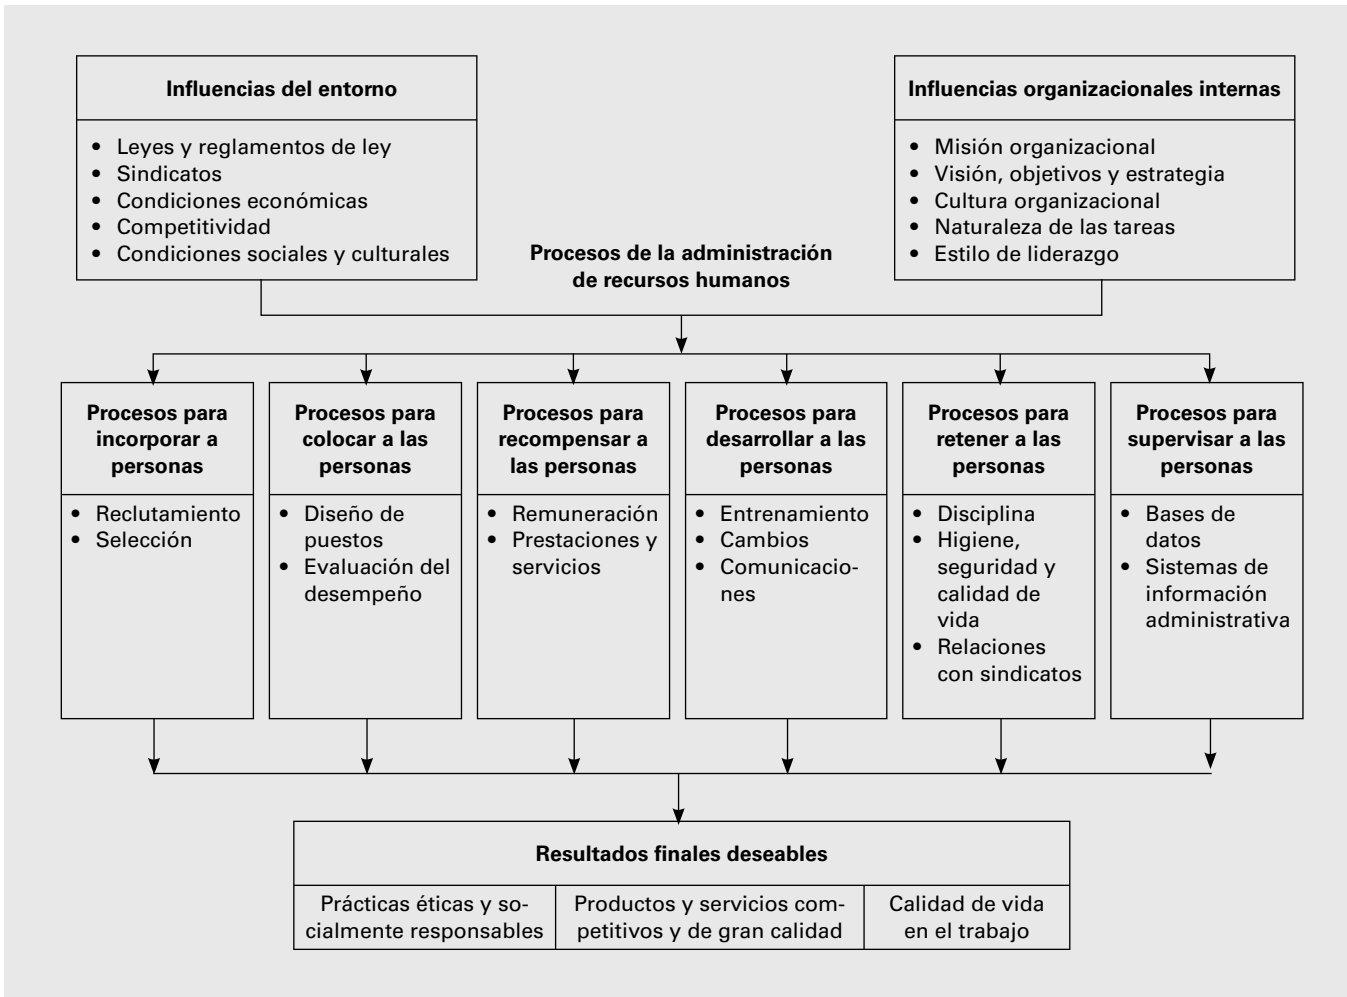 Influencias del entorno
• Leyes y reglamentos de ley
• Sindicatos
• Condiciones económicas
• Competitividad
• Condiciones sociales y culturales
Influencias organizacionales internas
• Misión organizacional
• Visión, objetivos y estrategia
• Cultura organizacional
• Naturaleza de las tareas
• Estilo de liderazgo
Procesos de la administración
de recursos humanos
Procesos para
incorporar a
personas
• Reclutamiento
• Selección
Procesos para
colocar a las
personas
• Diseño de
puestos
• Evaluación del
desempeño
Procesos para
recompensar a
las personas
• Remuneración
• Prestaciones y
servicios
Procesos para
desarrollar a las
personas
• Entrenamiento
• Cambios
• Comunicacio-
nes
Procesos para
retener a las
personas
• Disciplina
• Higiene,
seguridad y
calidad de
vida
• Relaciones
con sindicatos
Procesos para
supervisar a las
personas
• Bases de
datos
• Sistemas de
información
administrativa
Resultados finales deseables
Prácticas éticas y so-
cialmente responsables
Productos y servicios com-
petitivos y de gran calidad
Calidad de vida
en el trabajo